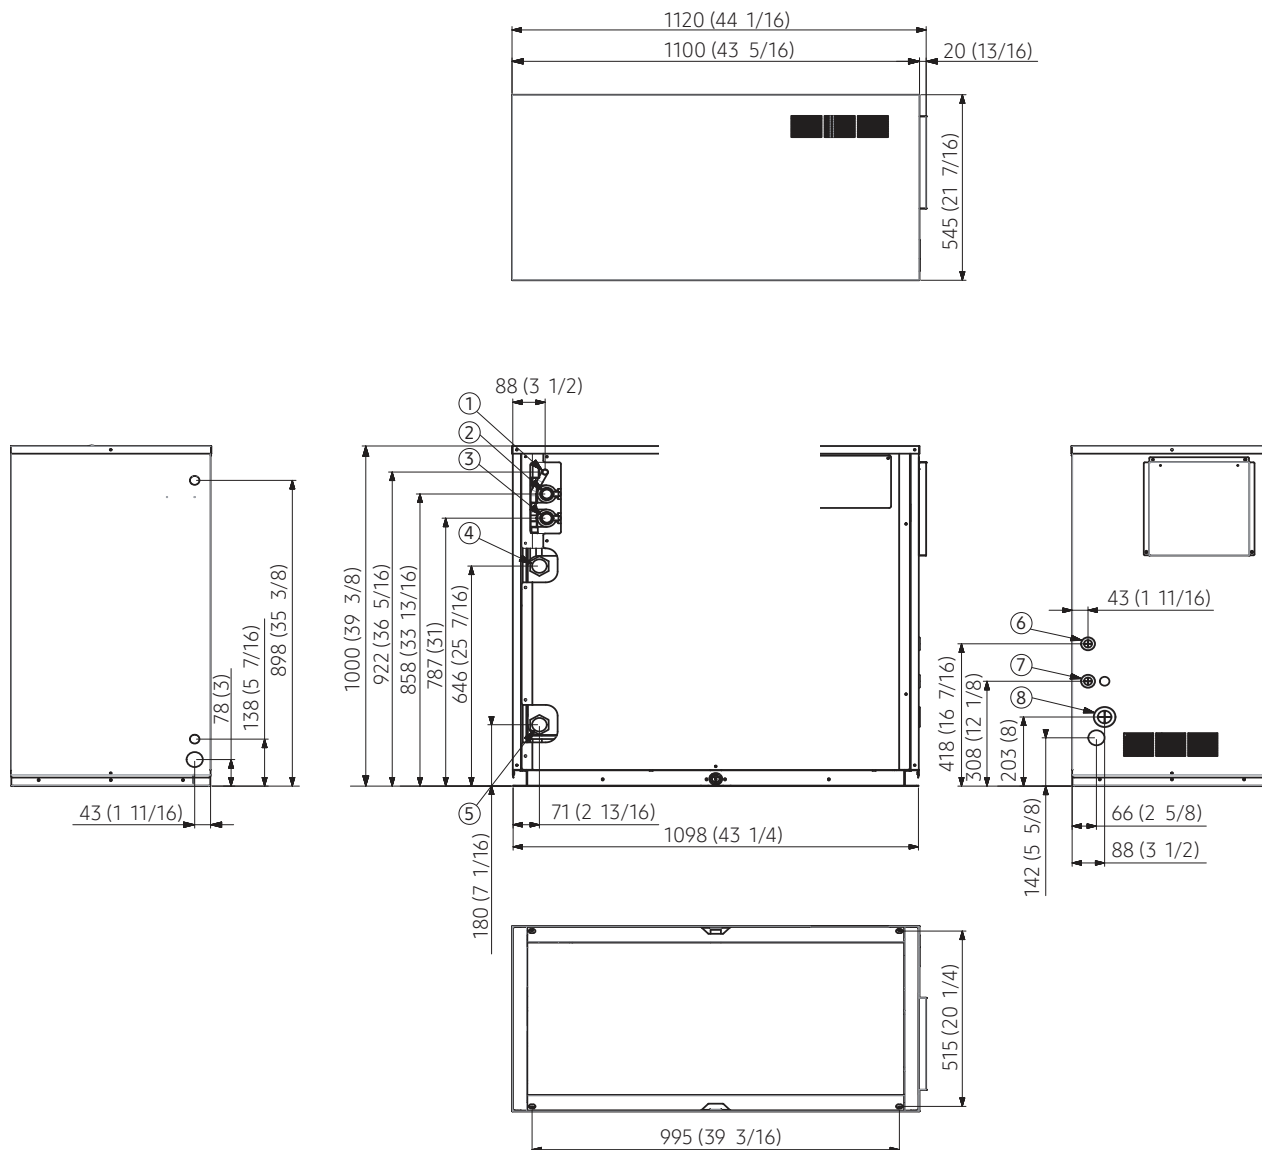 1120 (44 1/16)
1100 (43 5/16)
20 (13/16)
545 (21 7/16)
88 (3 1/2)
1
2
3
4
5
1000 (39 3/8)
922 (36 5/16)
858 (33 13/16)
787 (31)
646 (25 7/16)
180 (7 1/16)
71 (2 13/16)
1098 (43 1/4)
898 (35 3/8)
138 (5 7/16)
78 (3)
43 (1 11/16)
43 (1 11/16)
6
7
8
418 (16 7/16)
308 (12 1/8)
203 (8)
142 (5 5/8)
66 (2 5/8)
88 (3 1/2)
515 (20 1/4)
995 (39 3/16)